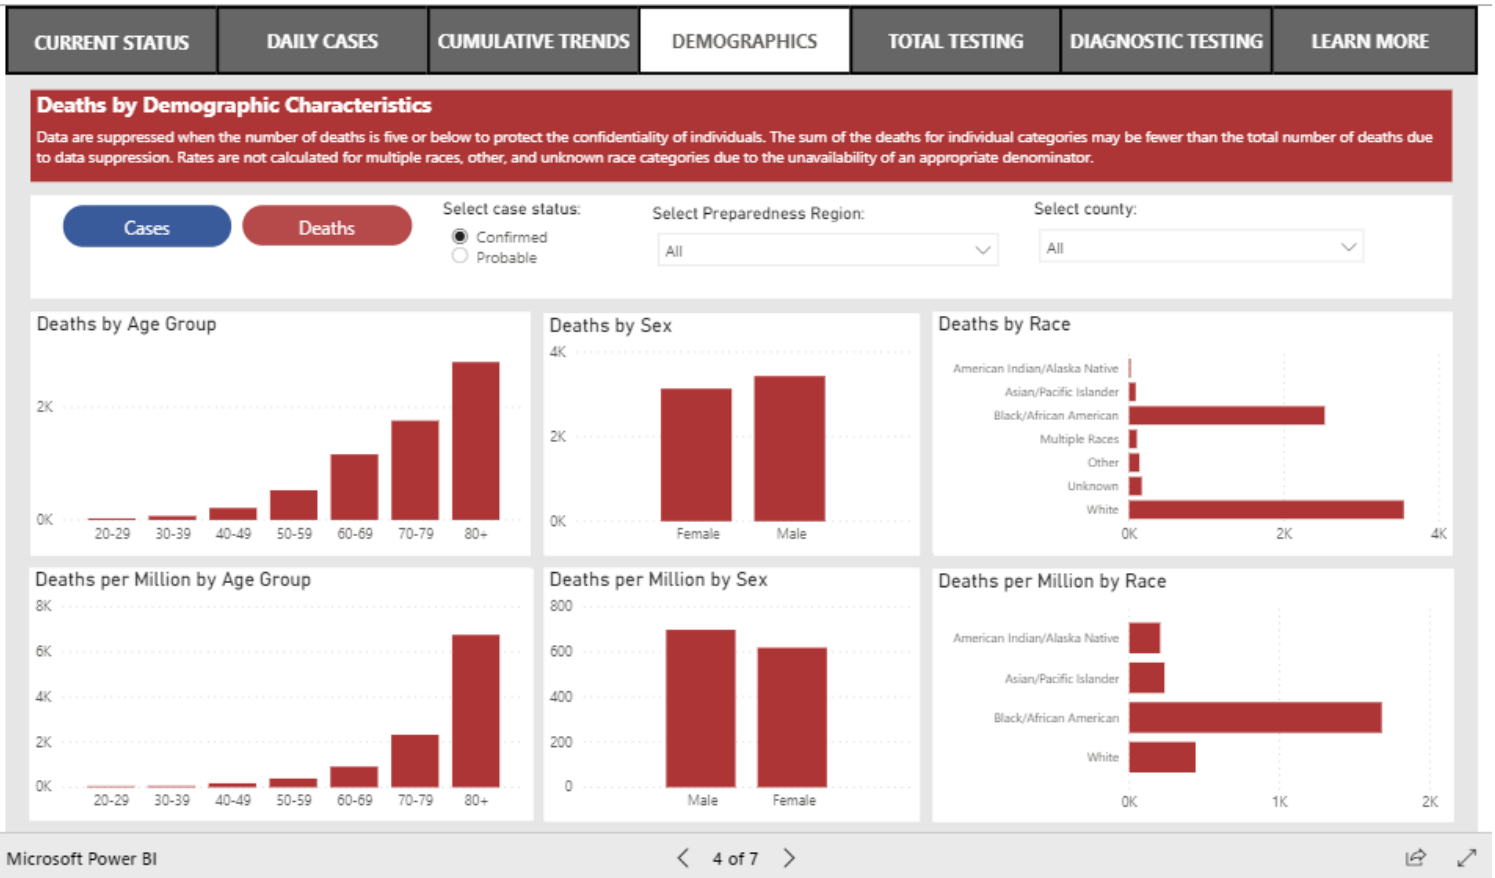 CURRENT STATUS
DAILY CASES
CUMULATIVE TRENDS
DEMOGRAPHICS
TOTAL TESTING
DIAGNOSTIC TESTING
LEARN MORE
Deaths by Demographic Characteristics
Data are suppressed when the number of deaths is five or below to protect the confidentiality of individuals. The sum of the deaths for individual categories may be fewer than the total number of deaths due
to data suppression. Rates are not calculated for multiple races, other, and unknown race categories due to the unavailability of an appropriate denominator.
Cases
Deaths
Select case status:
Confirmed
Probable
Select Preparedness Region:
All
Select county:
All
Deaths by Age Group
2K
0K
20-29 30-39 40-49 50-59 60-69 70-79 80+
Deaths by Sex
4K
2K
0K
Female Male
Deaths by Race
American Indian/Alaska Native
Asian/Pacific Islander
Black/African American
Multiple Races
Other
Unknown
White
0K 2K 4K
Deaths per Million by Age Group
8K
6K
4K
2K
0K
20-29 30-39 40-49 50-59 60-69 70-79 80+
Deaths per Million by Sex
800
600
400
200
0
Male Female
Deaths per Million by Race
American Indian/Alaska Native
Asian/Pacific Islander
Black/African American
White
0K 1K 2K
Microsoft Power BI
4 of 7